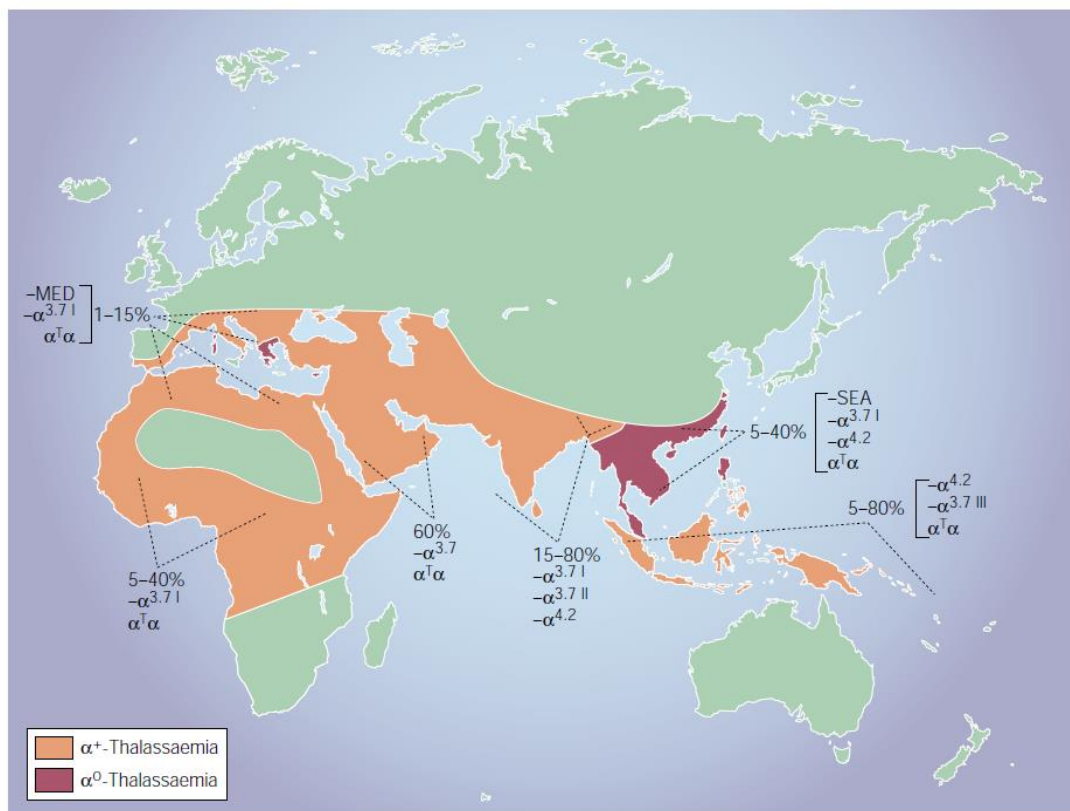 –MED
–α³·⁷ ᴵ
αᵀα
1–15%
–SEA
–α³·⁷ ᴵ
–α⁴·²
αᵀα
5–40%
–α⁴·²
–α³·⁷ ᴵᴵᴵ
αᵀα
5–80%
60%
–α³·⁷
αᵀα
15–80%
–α³·⁷ ᴵ
–α³·⁷ ᴵᴵ
–α⁴·²
5–40%
–α³·⁷ ᴵ
αᵀα
α⁺-Thalassaemia
α⁰-Thalassaemia